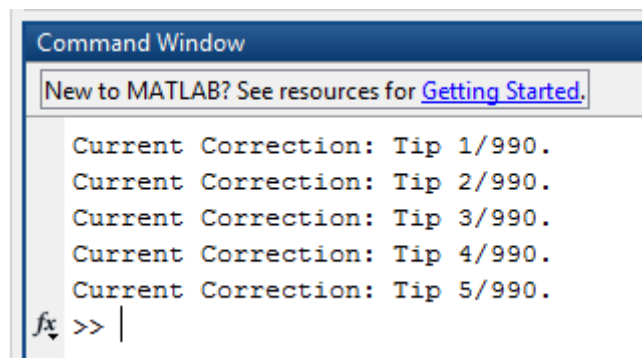 Command Window
New to MATLAB? See resources for Getting Started.
Current Correction: Tip 1/990.
Current Correction: Tip 2/990.
Current Correction: Tip 3/990.
Current Correction: Tip 4/990.
Current Correction: Tip 5/990.
fx >>